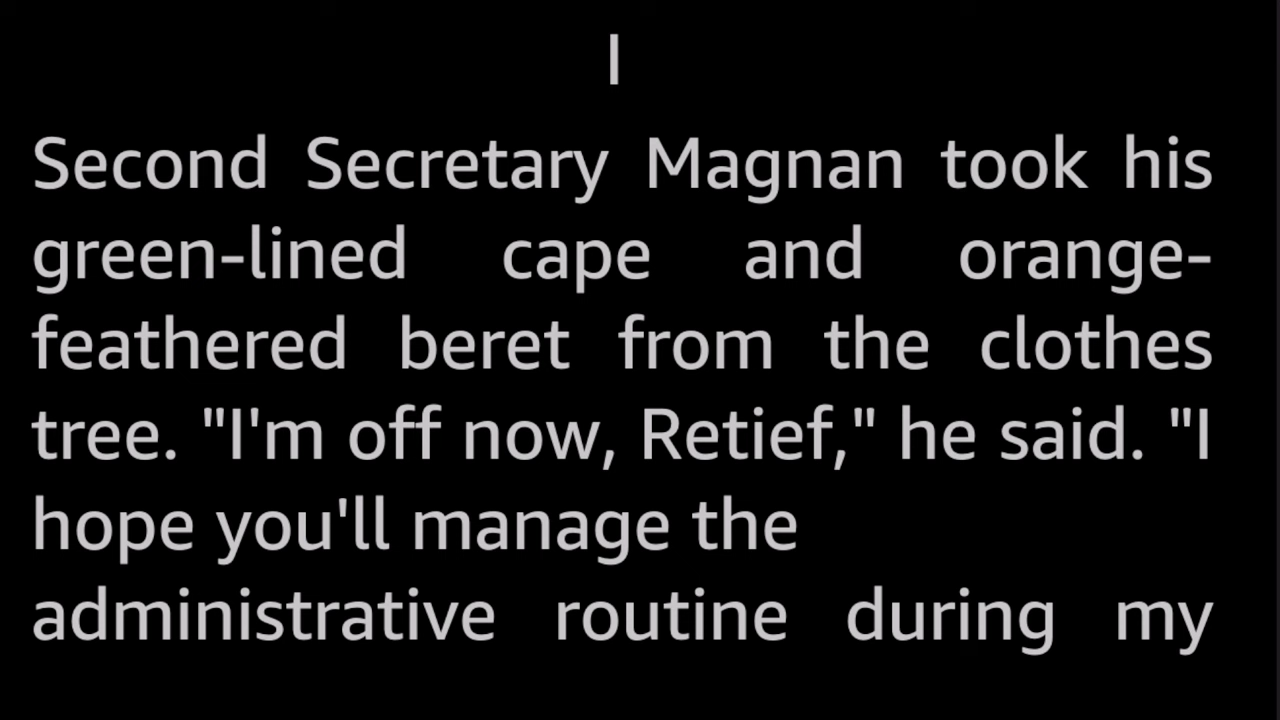 I
Second Secretary Magnan took his
green-lined cape and orange-
feathered beret from the clothes
tree. "I'm off now, Retief," he said. "I
hope you'll manage the
administrative routine during my